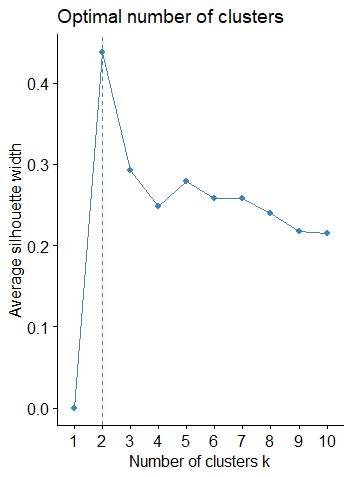 Optimal number of clusters
Average silhouette width
0.4
0.3
0.2
0.1
0.0
1 2 3 4 5 6 7 8 9 10
Number of clusters k